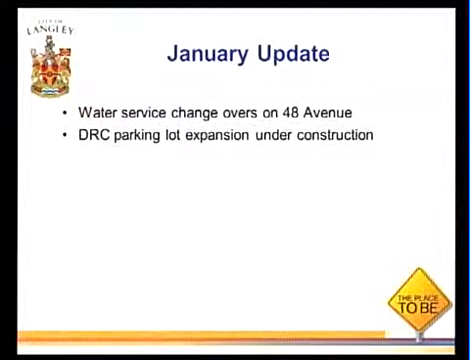 CITY OF
LANGLEY
January Update
• Water service change overs on 48 Avenue
• DRC parking lot expansion under construction
THE PLACE
TO BE